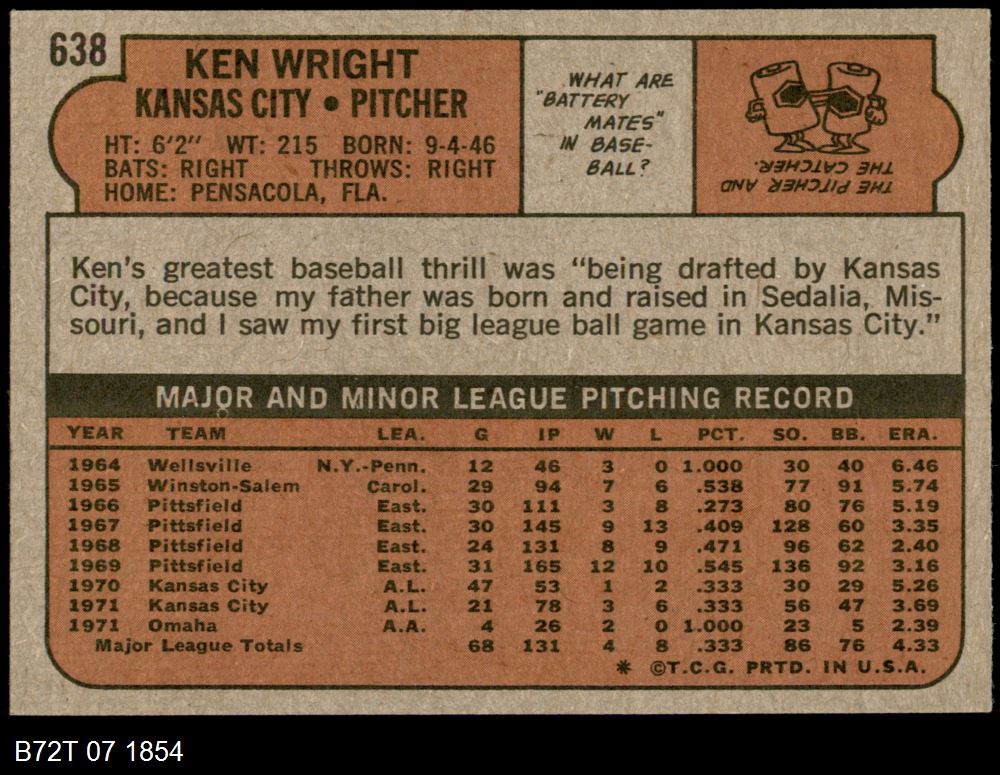 638
KEN WRIGHT
KANSAS CITY • PITCHER
HT: 6'2" WT: 215 BORN: 9-4-46
BATS: RIGHT THROWS: RIGHT
HOME: PENSACOLA, FLA.
WHAT ARE
"BATTERY
MATES"
IN BASE-
BALL?
THE PITCHER AND
THE CATCHER.
Ken's greatest baseball thrill was "being drafted by Kansas
City, because my father was born and raised in Sedalia, Mis-
souri, and I saw my first big league ball game in Kansas City."
MAJOR AND MINOR LEAGUE PITCHING RECORD
YEAR TEAM LEA. G IP W L PCT. SO. BB. ERA.
1964 Wellsville N.Y.-Penn. 12 46 3 0 1.000 30 40 6.46
1965 Winston-Salem Carol. 29 94 7 6 .538 77 91 5.74
1966 Pittsfield East. 30 111 3 8 .273 80 76 5.19
1967 Pittsfield East. 30 145 9 13 .409 128 60 3.35
1968 Pittsfield East. 24 131 8 9 .471 96 62 2.40
1969 Pittsfield East. 31 165 12 10 .545 136 92 3.16
1970 Kansas City A.L. 47 53 1 2 .333 30 29 5.26
1971 Kansas City A.L. 21 78 3 6 .333 56 47 3.69
1971 Omaha A.A. 4 26 2 0 1.000 23 5 2.39
Major League Totals 68 131 4 8 .333 86 76 4.33
* ©T.C.G. PRTD. IN U.S.A.
B72T 07 1854